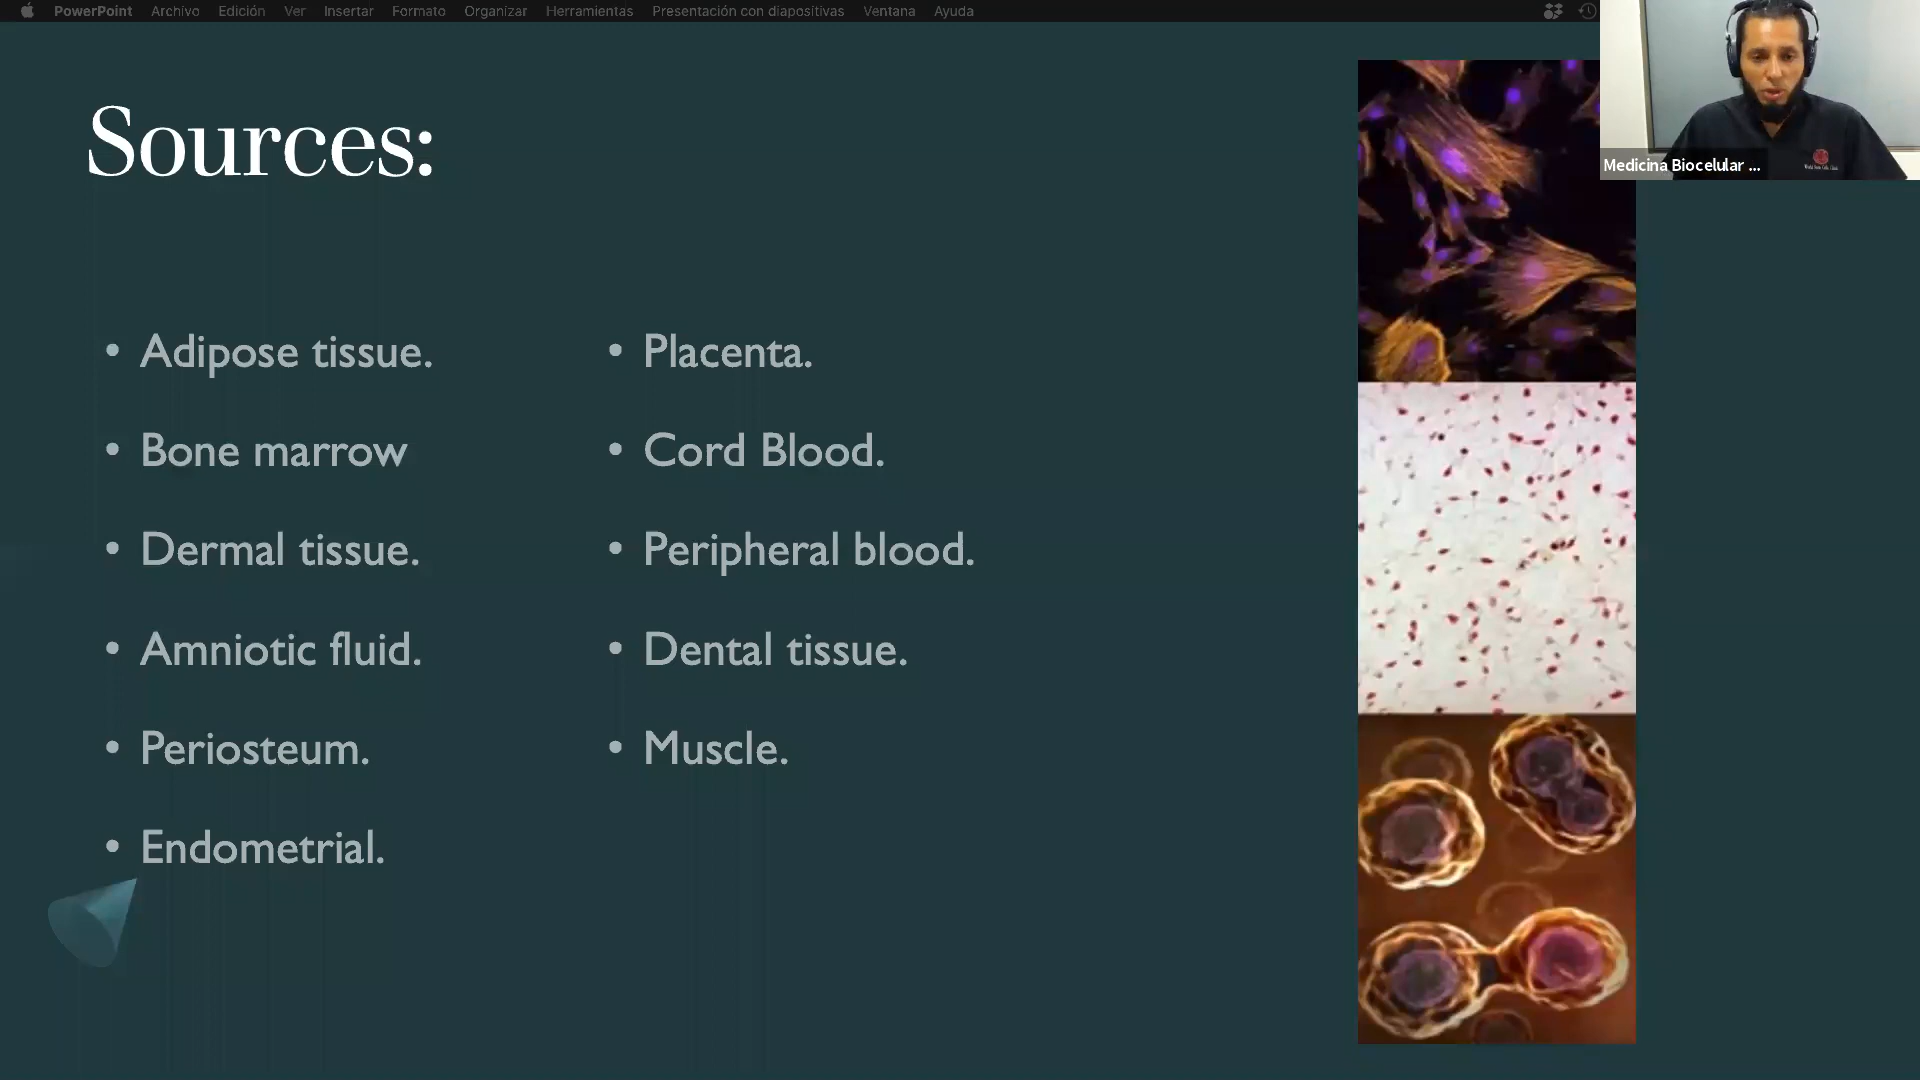 PowerPoint Archivo Edición Ver Insertar Formato Organizar Herramientas Presentación con diapositivas Ventana Ayuda
Medicina Biocelular ...
Sources:
• Adipose tissue.
• Bone marrow
• Dermal tissue.
• Amniotic fluid.
• Periosteum.
• Endometrial.
• Placenta.
• Cord Blood.
• Peripheral blood.
• Dental tissue.
• Muscle.